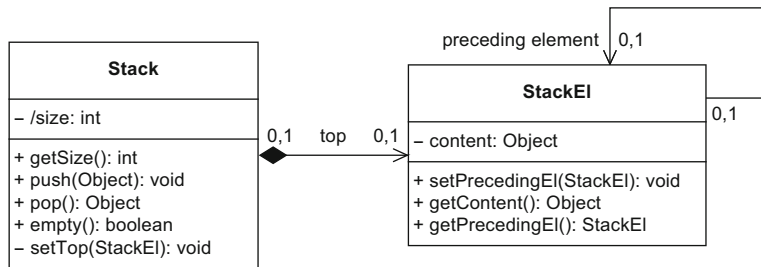 preceding element 0,1
Stack
– /size: int
+ getSize(): int
+ push(Object): void
+ pop(): Object
+ empty(): boolean
– setTop(StackEl): void
0,1 top 0,1
StackEl
– content: Object
+ setPrecedingEl(StackEl): void
+ getContent(): Object
+ getPrecedingEl(): StackEl
0,1